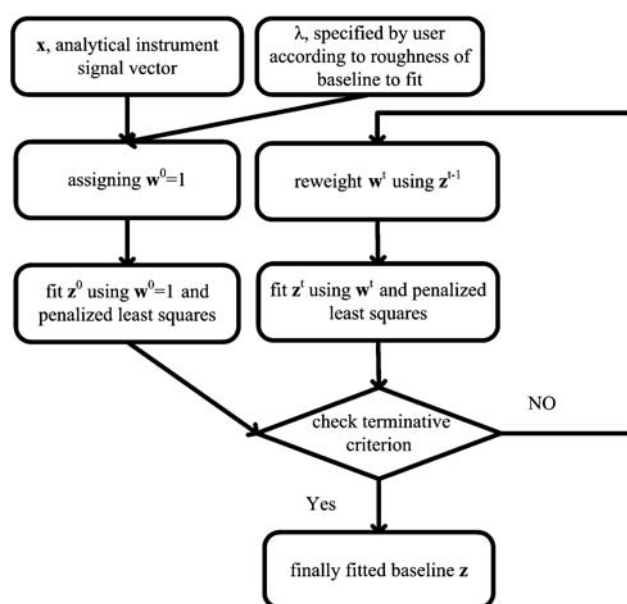 x, analytical instrument
signal vector
λ, specified by user
according to roughness of
baseline to fit
assigning w⁰=1
reweight wᵗ using zᵗ⁻¹
fit z⁰ using w⁰=1 and
penalized least squares
fit zᵗ using wᵗ and penalized
least squares
check terminative
criterion
NO
Yes
finally fitted baseline z